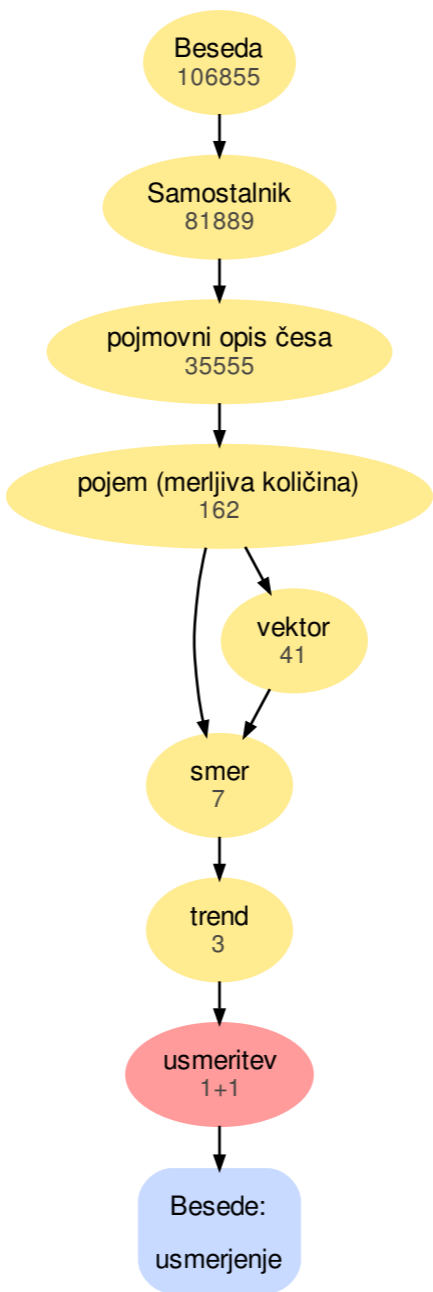 Beseda
106855
Samostalnik
81889
pojmovni opis česa
35555
pojem (merljiva količina)
162
vektor
41
smer
7
trend
3
usmeritev
1+1
Besede:
usmerjenje